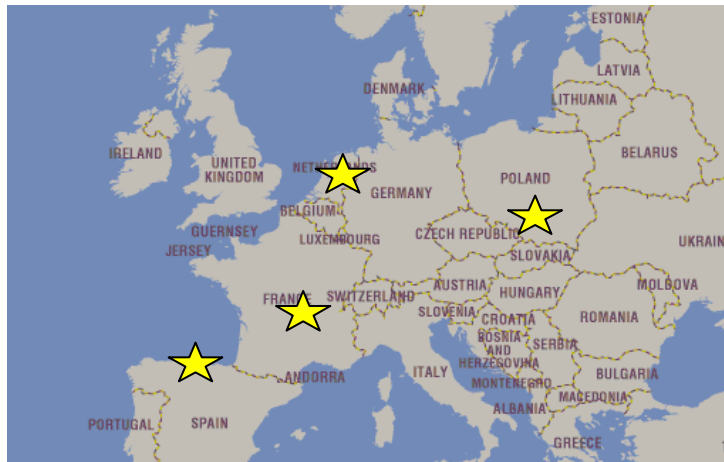 ESTONIA
LATVIA
DENMARK
LITHUANIA
IRELAND
UNITED
KINGDOM
NETHERLANDS
BELARUS
POLAND
GERMANY
BELGIUM
GUERNSEY
CZECH REPUBLIC
LUXEMBOURG
UKRAIN
JERSEY
SLOVAKIA
AUSTRIA
MOLDOVA
HUNGARY
SWITZERLAND
FRANCE
SLOVENIA
CROATIA
ROMANIA
BOSNIA
AND
HERZEGOVINA
SERBIA
ITALY
ANDORRA
BULGARIA
MONTENEGRO
MACEDONIA
ALBANIA
PORTUGAL
SPAIN
GREECE